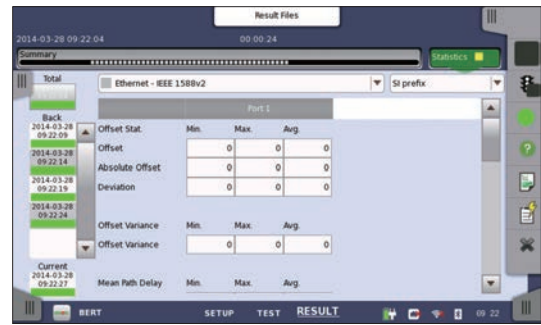 Result Files
2014-03-28 09:22:04 00:00:24
Summary
Statistics
Total
Ethernet - IEEE 1588v2
SI prefix
Port 1
Back
2014-03-28
09:22:09
2014-03-28
09:22:14
2014-03-28
09:22:19
2014-03-28
09:22:24
Offset Stat. Min. Max. Avg.
Offset 0 0 0
Absolute Offset 0 0 0
Deviation 0 0 0
Offset Variance Min. Max. Avg.
Offset Variance 0 0 0
Current
2014-03-28
09:22:27
Mean Path Delay Min. Max. Avg.
BERT SETUP TEST RESULT 09 22